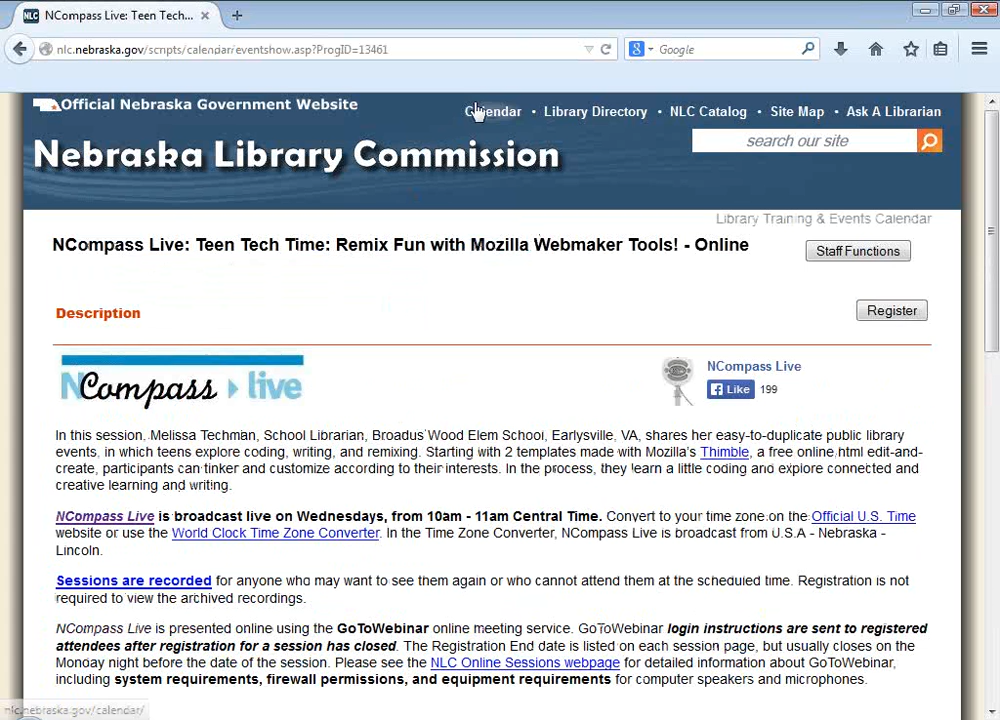 NLC NCompass Live: Teen Tech... × +
nlc.nebraska.gov/scripts/calendar/eventshow.asp?ProgID=13461
8 Google
Official Nebraska Government Website
Calendar • Library Directory • NLC Catalog • Site Map • Ask A Librarian
Nebraska Library Commission
search our site
Library Training & Events Calendar
NCompass Live: Teen Tech Time: Remix Fun with Mozilla Webmaker Tools! - Online
Staff Functions
Description
Register
NCompass live
NCompass Live
Like 199
In this session, Melissa Techman, School Librarian, Broadus Wood Elem School, Earlysville, VA, shares her easy-to-duplicate public library
events, in which teens explore coding, writing, and remixing. Starting with 2 templates made with Mozilla's Thimble, a free online html edit-and-
create, participants can tinker and customize according to their interests. In the process, they learn a little coding and explore connected and
creative learning and writing.
NCompass Live is broadcast live on Wednesdays, from 10am - 11am Central Time. Convert to your time zone on the Official U.S. Time
website or use the World Clock Time Zone Converter. In the Time Zone Converter, NCompass Live is broadcast from U.S.A - Nebraska -
Lincoln.
Sessions are recorded for anyone who may want to see them again or who cannot attend them at the scheduled time. Registration is not
required to view the archived recordings.
NCompass Live is presented online using the GoToWebinar online meeting service. GoToWebinar login instructions are sent to registered
attendees after registration for a session has closed. The Registration End date is listed on each session page, but usually closes on the
Monday night before the date of the session. Please see the NLC Online Sessions webpage for detailed information about GoToWebinar,
including system requirements, firewall permissions, and equipment requirements for computer speakers and microphones.
nlc.nebraska.gov/calendar/